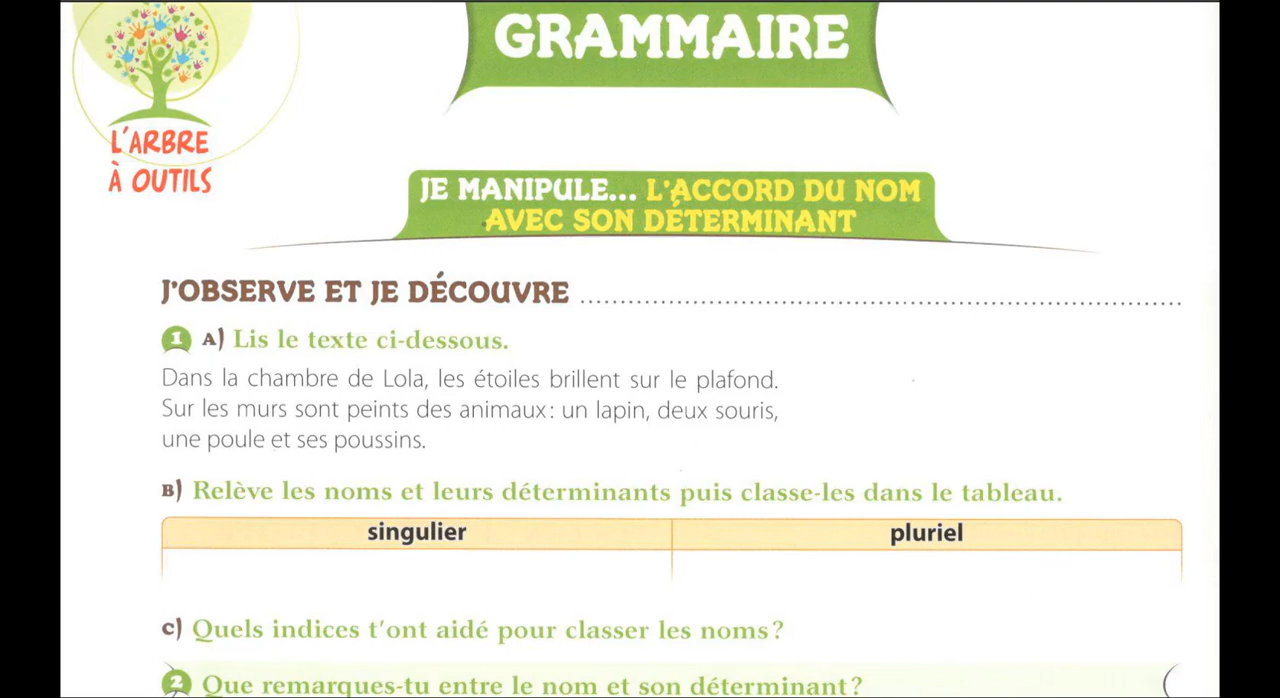 GRAMMAIRE
L'ARBRE
À OUTILS
JE MANIPULE... L'ACCORD DU NOM
AVEC SON DÉTERMINANT
J'OBSERVE ET JE DÉCOUVRE
1 A) Lis le texte ci-dessous.
Dans la chambre de Lola, les étoiles brillent sur le plafond.
Sur les murs sont peints des animaux : un lapin, deux souris,
une poule et ses poussins.
B) Relève les noms et leurs déterminants puis classe-les dans le tableau.
singulier pluriel
C) Quels indices t'ont aidé pour classer les noms ?
2 Que remarques-tu entre le nom et son déterminant ?